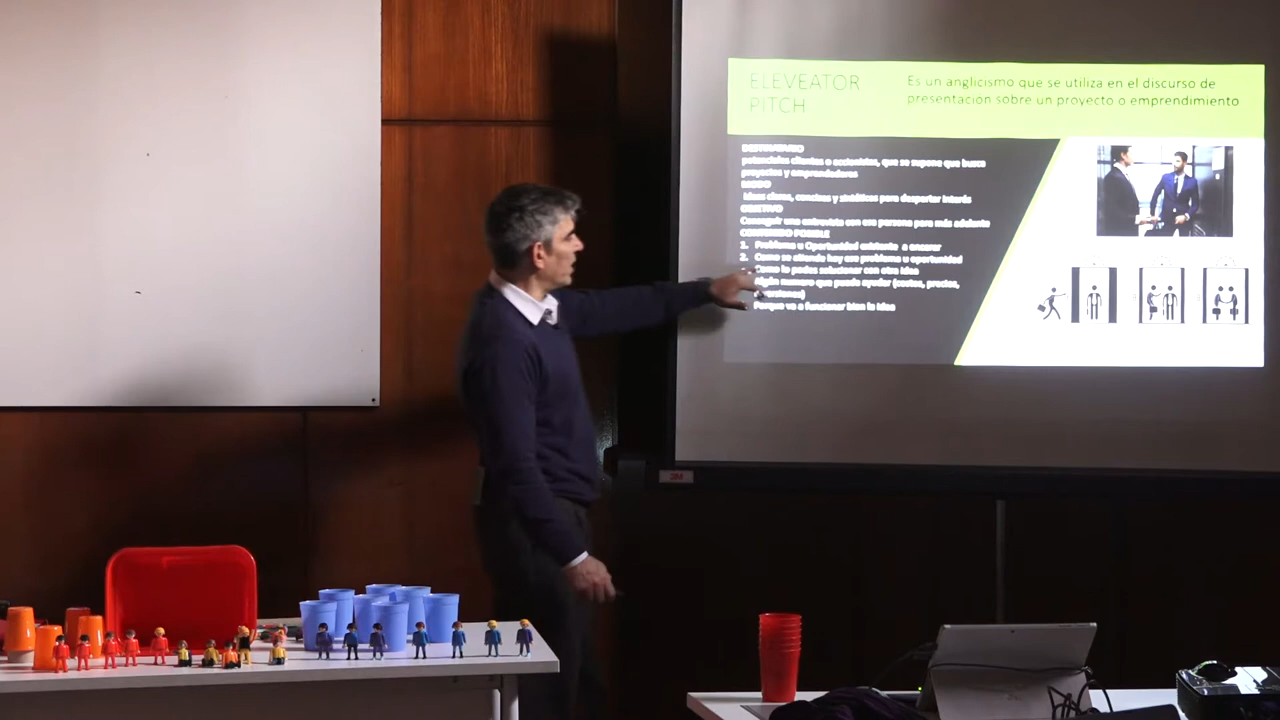 ELEVEATOR
PITCH
Es un anglicismo que se utiliza en el discurso de
presentación sobre un proyecto o emprendimiento
DESTINATARIO
potenciales clientes o accionistas, que se supone que busca
proyectos y emprendedores
MODO
Ideas claras, concisas y sintéticas para despertar interés
OBJETIVO
Conseguir una entrevista con esa persona para más adelante
CONTENIDO POSIBLE
1. Problema u Oportunidad existente a encarar
2. Como se atiende hoy ese problema u oportunidad
Como lo podes solucionar con otra idea
manera que puede ayudar (costos, precios,
Porque va a funcionar bien la idea
3M